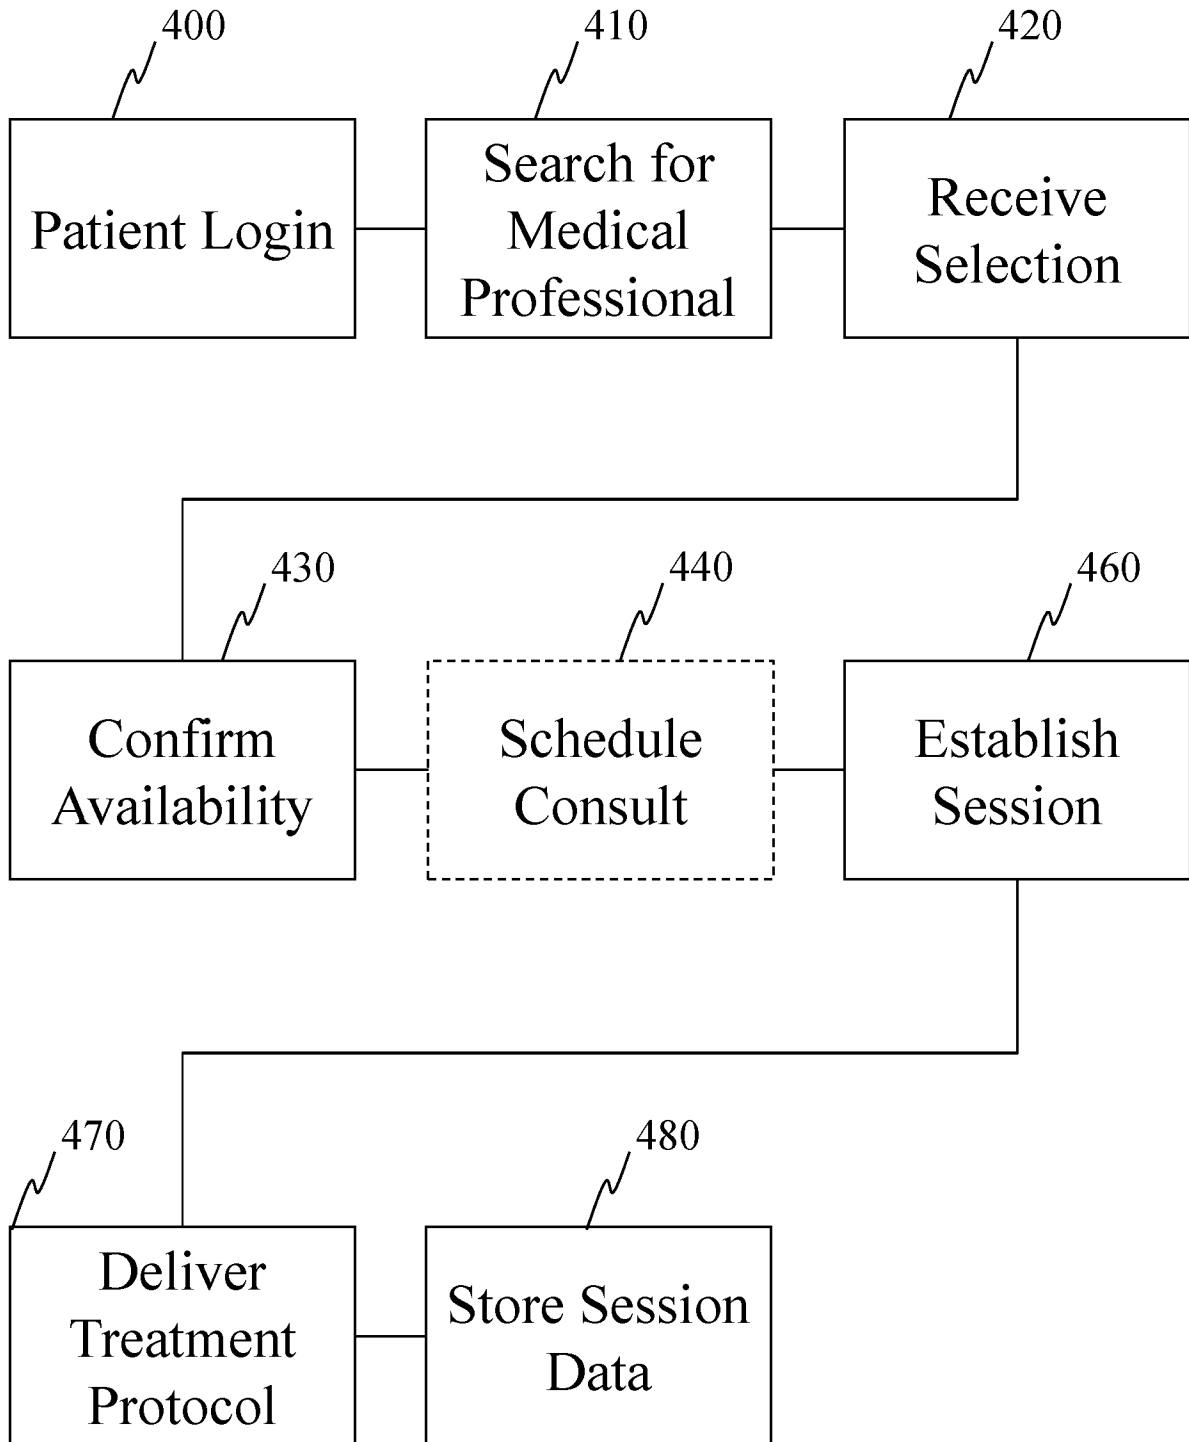 400
410
420
Patient Login
Search for
Medical
Professional
Receive
Selection
430
440
460
Confirm
Availability
Schedule
Consult
Establish
Session
470
480
Deliver
Treatment
Protocol
Store Session
Data